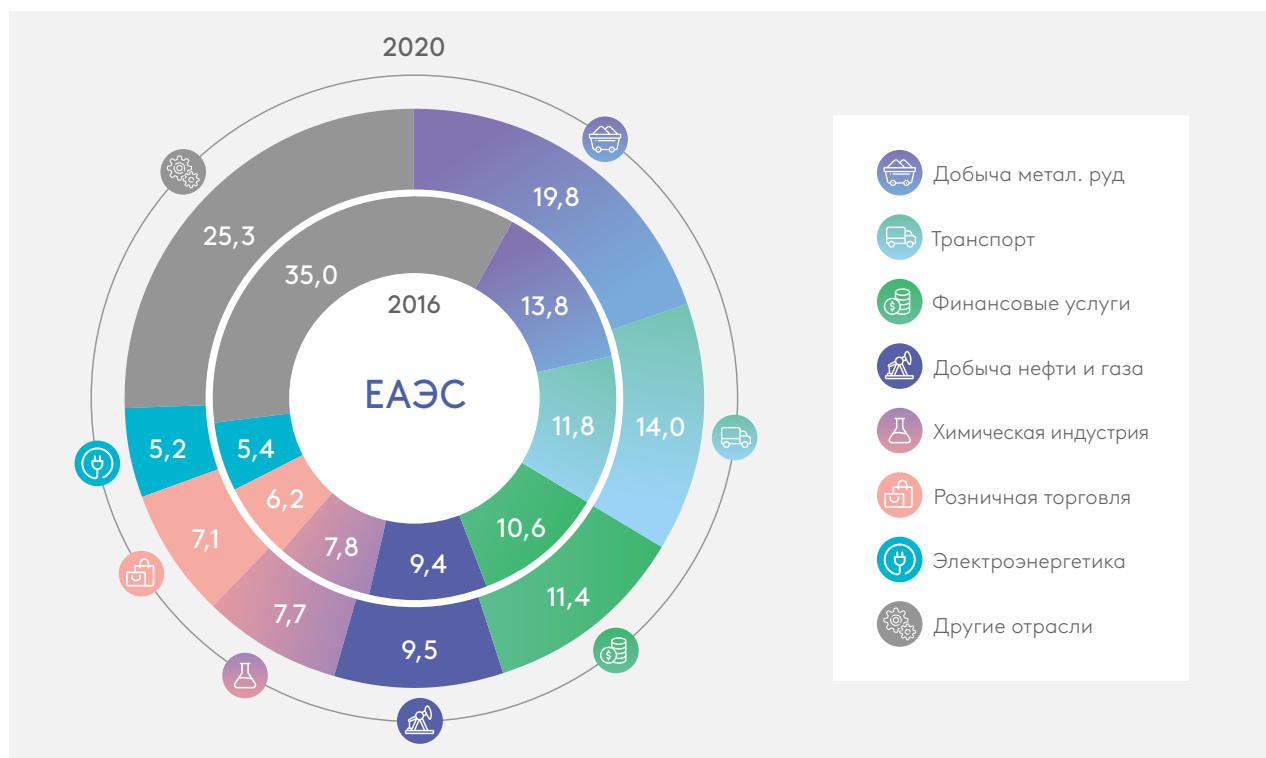 2020
19,8
14,0
11,4
9,5
7,7
7,1
5,2
25,3
2016
35,0
13,8
11,8
10,6
9,4
7,8
6,2
5,4
ЕАЭС
Добыча метал. руд
Транспорт
Финансовые услуги
Добыча нефти и газа
Химическая индустрия
Розничная торговля
Электроэнергетика
Другие отрасли